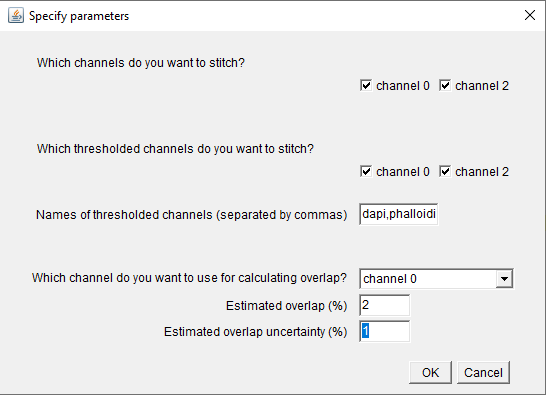 Specify parameters
Which channels do you want to stitch?
channel 0 channel 2
Which thresholded channels do you want to stitch?
channel 0 channel 2
Names of thresholded channels (separated by commas) dapi,phalloidi
Which channel do you want to use for calculating overlap? channel 0
Estimated overlap (%) 2
Estimated overlap uncertainty (%) 1
OK Cancel